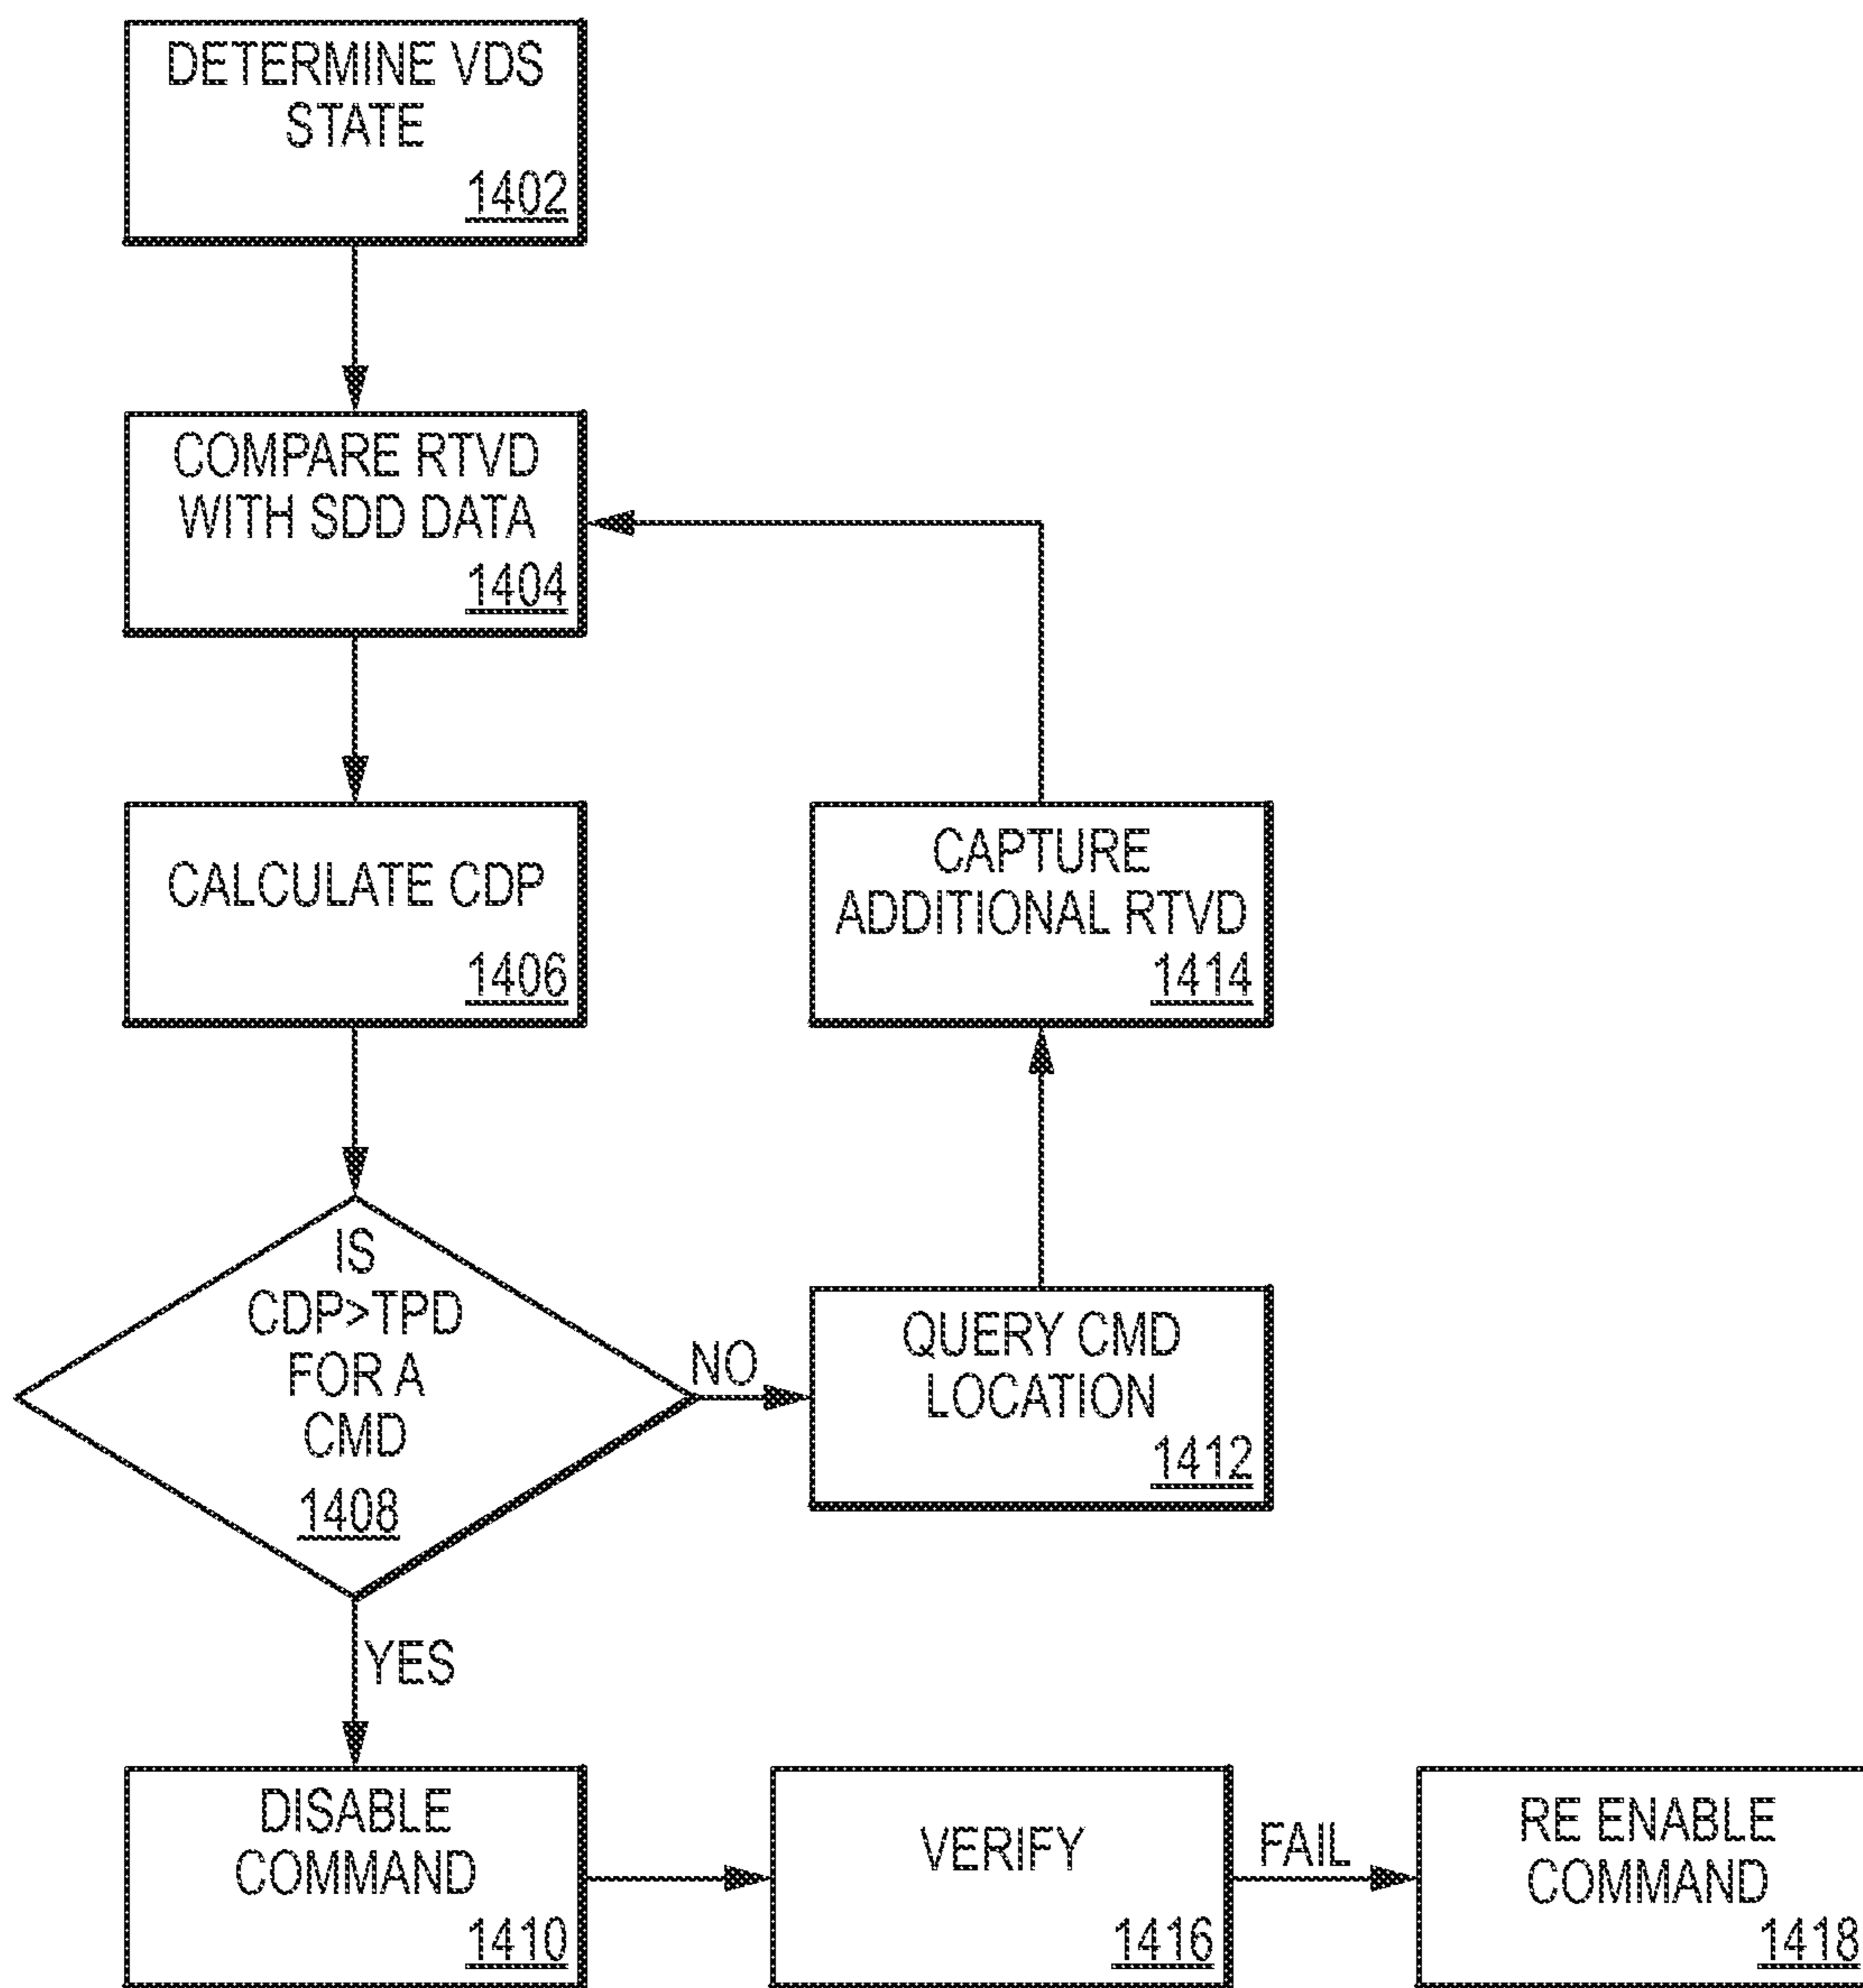 DETERMINE VDS
STATE
1402
COMPARE RTVD
WITH SDD DATA
1404
CALCULATE CDP
1406
CAPTURE
ADDITIONAL RTVD
1414
IS
CDP>TPD
FOR A
CMD
1408
NO
QUERY CMD
LOCATION
1412
YES
DISABLE
COMMAND
1410
VERIFY
1416
FAIL
RE ENABLE
COMMAND
1418